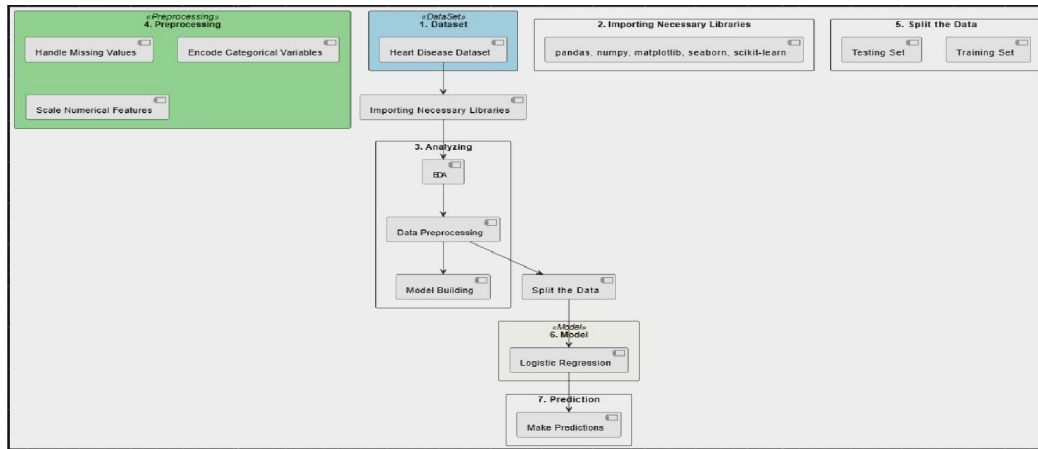 «Preprocessing»
4. Preprocessing
Handle Missing Values
Encode Categorical Variables
Scale Numerical Features
«DataSet»
1. Dataset
Heart Disease Dataset
2. Importing Necessary Libraries
pandas, numpy, matplotlib, seaborn, scikit-learn
5. Split the Data
Testing Set
Training Set
Importing Necessary Libraries
3. Analyzing
EDA
Data Preprocessing
Model Building
Split the Data
«Model»
6. Model
Logistic Regression
7. Prediction
Make Predictions